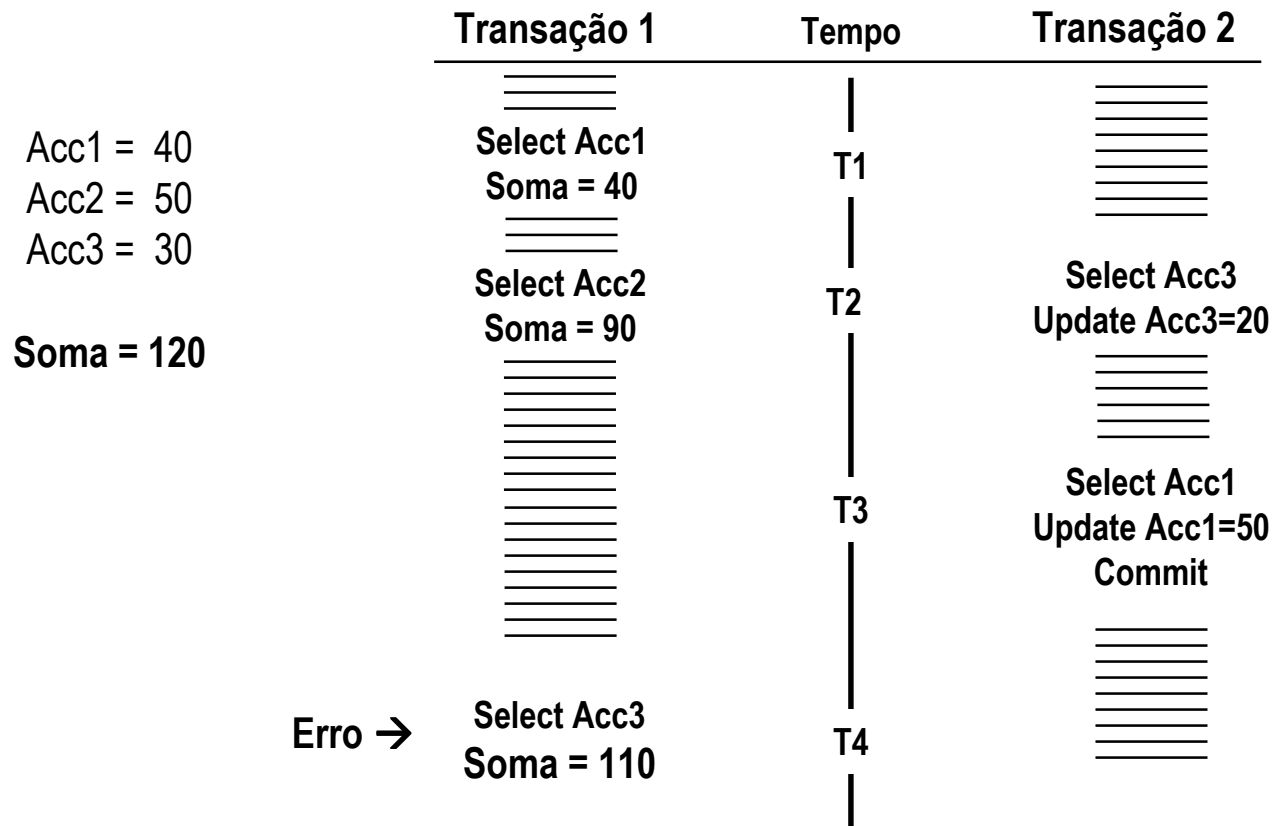 Transação 1 Tempo Transação 2
Acc1 = 40
Acc2 = 50
Acc3 = 30
Soma = 120
Select Acc1
Soma = 40
T1
Select Acc2
Soma = 90
T2
Select Acc3
Update Acc3=20
T3
Select Acc1
Update Acc1=50
Commit
Erro →
Select Acc3
Soma = 110
T4